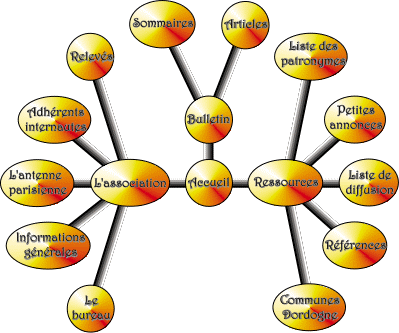 Sommaires
Articles
Relevés
Liste des
patronymes
Adhérents
internautes
Bulletin
Petites
annonces
L'antenne
parisienne
L'association
Accueil
Ressources
Liste de
diffusion
Informations
générales
Références
Le
bureau
Communes
Dordogne